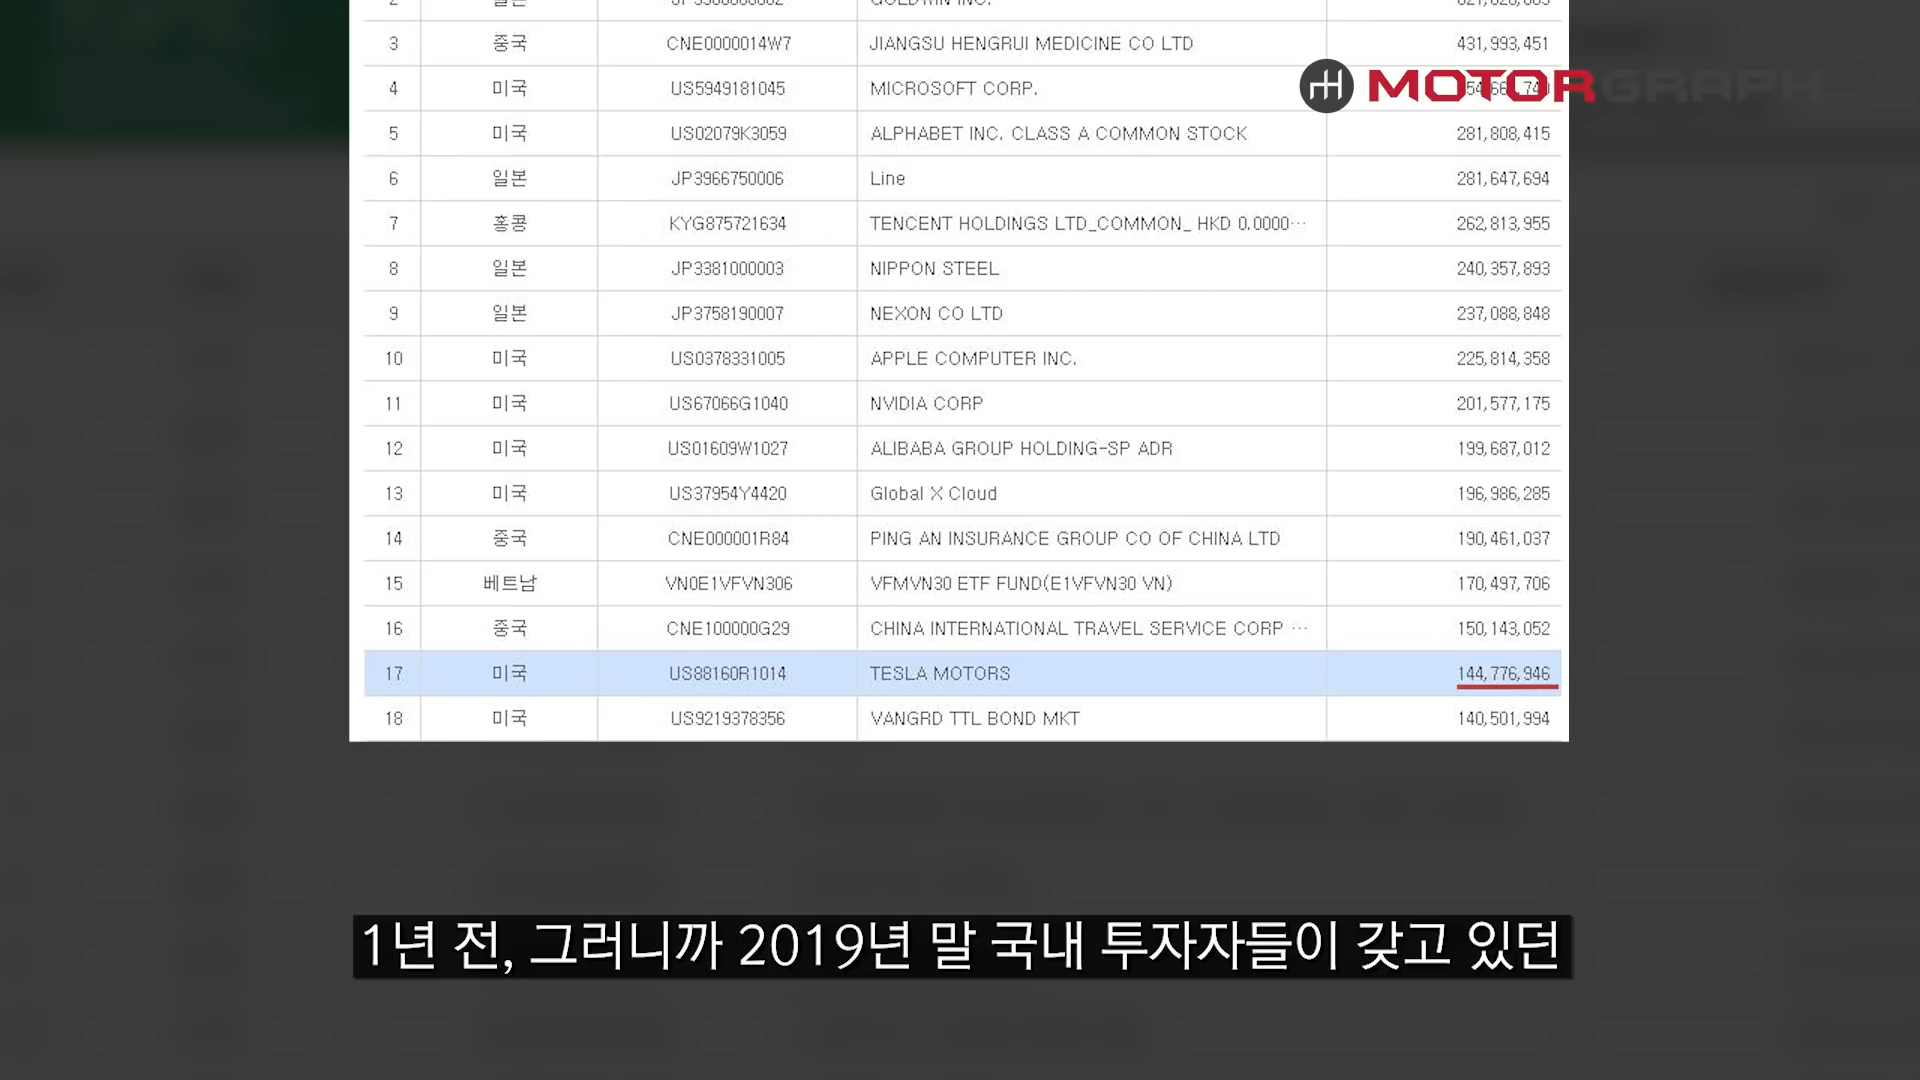 3 중국 CNE0000014W7 JIANGSU HENGRUI MEDICINE CO LTD 431,993,451
4 미국 US5949181045 MICROSOFT CORP.
MOTORGRAPH
5 미국 US02079K3059 ALPHABET INC. CLASS A COMMON STOCK 281,808,415
6 일본 JP3966750006 Line 281,647,694
7 홍콩 KYG875721634 TENCENT HOLDINGS LTD_COMMON_ HKD 0.0000··· 262,813,955
8 일본 JP3381000003 NIPPON STEEL 240,357,893
9 일본 JP3758190007 NEXON CO LTD 237,088,848
10 미국 US0378331005 APPLE COMPUTER INC. 225,814,358
11 미국 US67066G1040 NVIDIA CORP 201,577,175
12 미국 US01609W1027 ALIBABA GROUP HOLDING-SP ADR 199,687,012
13 미국 US37954Y4420 Global X Cloud 196,986,285
14 중국 CNE000001R84 PING AN INSURANCE GROUP CO OF CHINA LTD 190,461,037
15 베트남 VN0E1VFVN306 VFMVN30 ETF FUND(E1VFVN30 VN) 170,497,706
16 중국 CNE100000G29 CHINA INTERNATIONAL TRAVEL SERVICE CORP ··· 150,143,052
17 미국 US88160R1014 TESLA MOTORS 144,776,946
18 미국 US9219378356 VANGRD TTL BOND MKT 140,501,994
1년 전, 그러니까 2019년 말 국내 투자자들이 갖고 있던